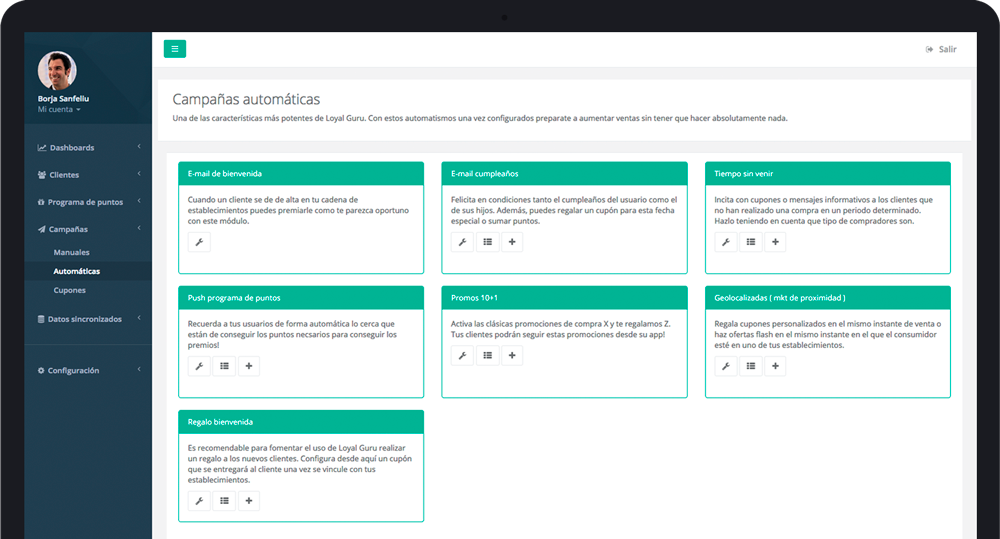 Borja Sanfeliu
Mi cuenta
Dashboards
Clientes
Programa de puntos
Campañas
Manuales
Automáticas
Cupones
Datos sincronizados
Configuración
Salir
Campañas automáticas
Una de las características más potentes de Loyal Guru. Con estos automatismos una vez configurados preparate a aumentar ventas sin tener que hacer absolutamente nada.
E-mail de bienvenida
Cuando un cliente se de de alta en tu cadena de
establecimientos puedes premiarle como te parezca oportuno
con este módulo.
E-mail cumpleaños
Felicita en condiciones tanto el cumpleaños del usuario como el
de sus hijos. Además, puedes regalar un cupón para esta fecha
especial o sumar puntos.
Tiempo sin venir
Incita con cupones o mensajes informativos a los clientes que
no han realizado una compra en un periodo determinado.
Hazlo teniendo en cuenta que tipo de compradores son.
Push programa de puntos
Recuerda a tus usuarios de forma automática lo cerca que
están de conseguir los puntos necsarios para conseguir los
premios!
Promos 10+1
Activa las clásicas promociones de compra X y te regalamos Z.
Tus clientes podrán seguir estas promociones desde su app!
Geolocalizadas ( mkt de proximidad )
Regala cupones personalizados en el mismo instante de venta o
haz ofertas flash en el mismo instante en el que el consumidor
esté en uno de tus establecimientos.
Regalo bienvenida
Es recomendable para fomentar el uso de Loyal Guru realizar
un regalo a los nuevos clientes. Configura desde aquí un cupón
que se entregará al cliente una vez se vincule con tus
establecimientos.